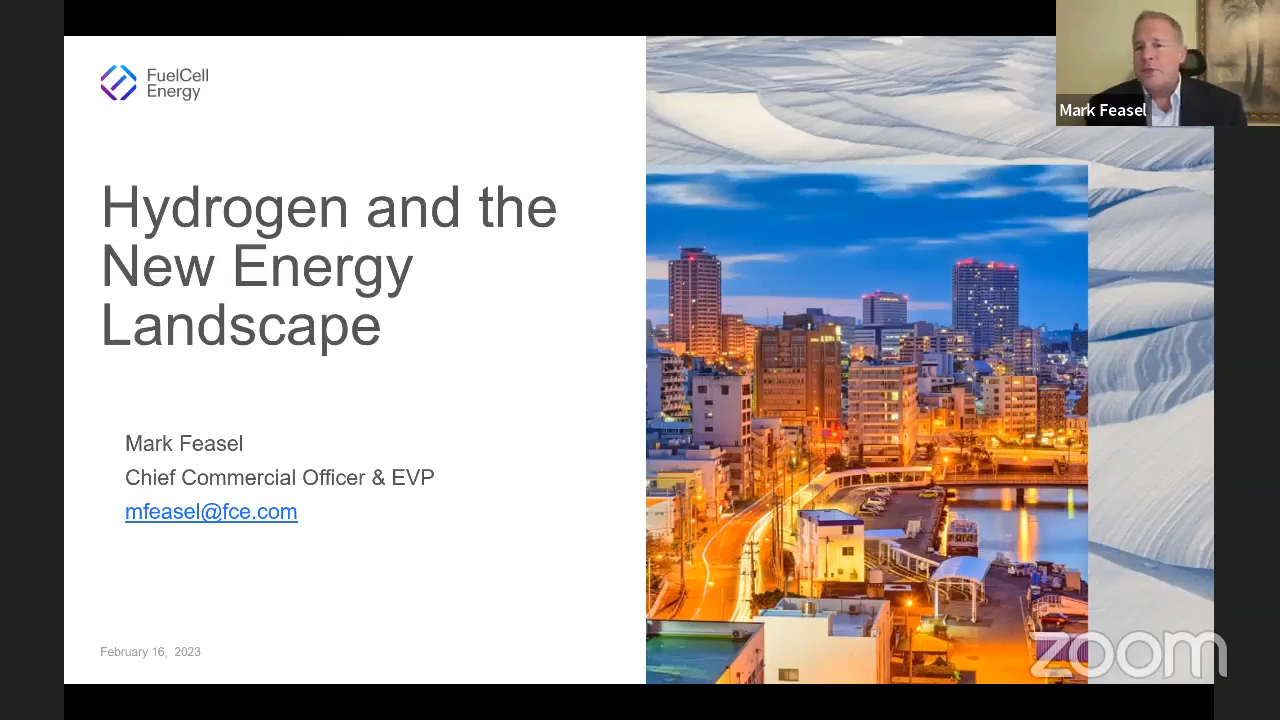 FuelCell
Energy
Mark Feasel
Hydrogen and the
New Energy
Landscape
Mark Feasel
Chief Commercial Officer & EVP
mfeasel@fce.com
February 16, 2023
zoom